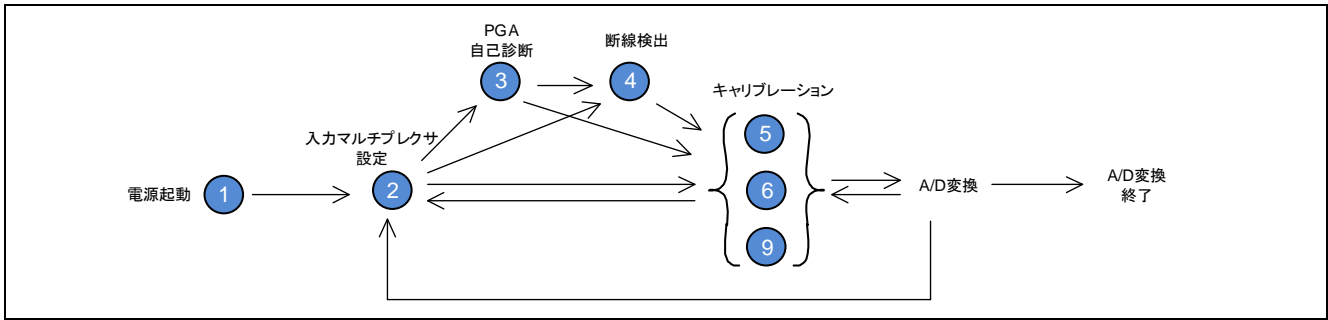 PGA
自己診断
断線検出
3
4
キャリブレーション
5
入力マルチプレクサ
設定
電源起動
1
2
6
A/D変換
A/D変換
終了
9